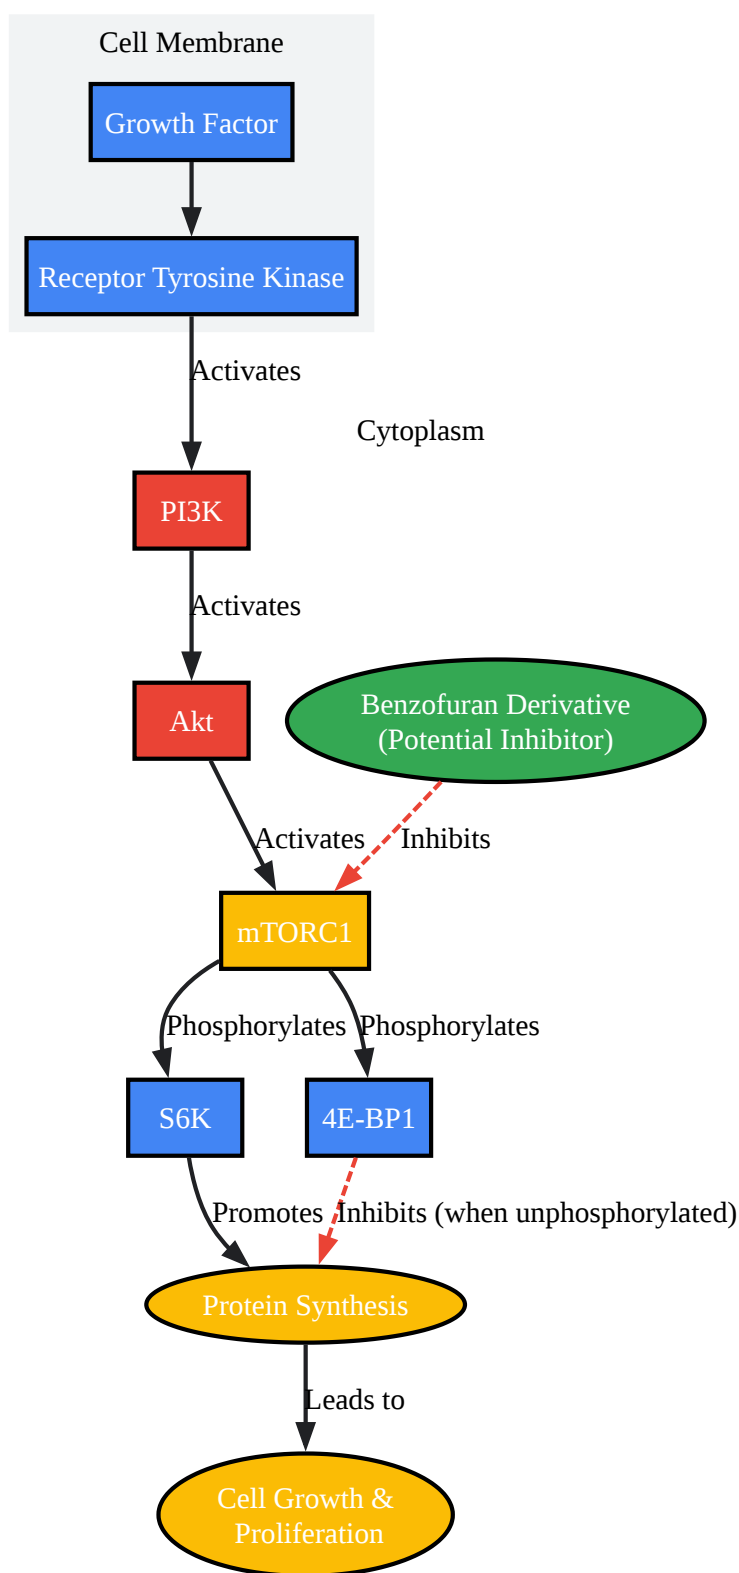 Cell Membrane
Growth Factor
Receptor Tyrosine Kinase
Activates
Cytoplasm
PI3K
Activates
Akt
Benzofuran Derivative
(Potential Inhibitor)
Activates
Inhibits
mTORC1
Phosphorylates
Phosphorylates
S6K
4E-BP1
Promotes
Inhibits (when unphosphorylated)
Protein Synthesis
Leads to
Cell Growth &
Proliferation